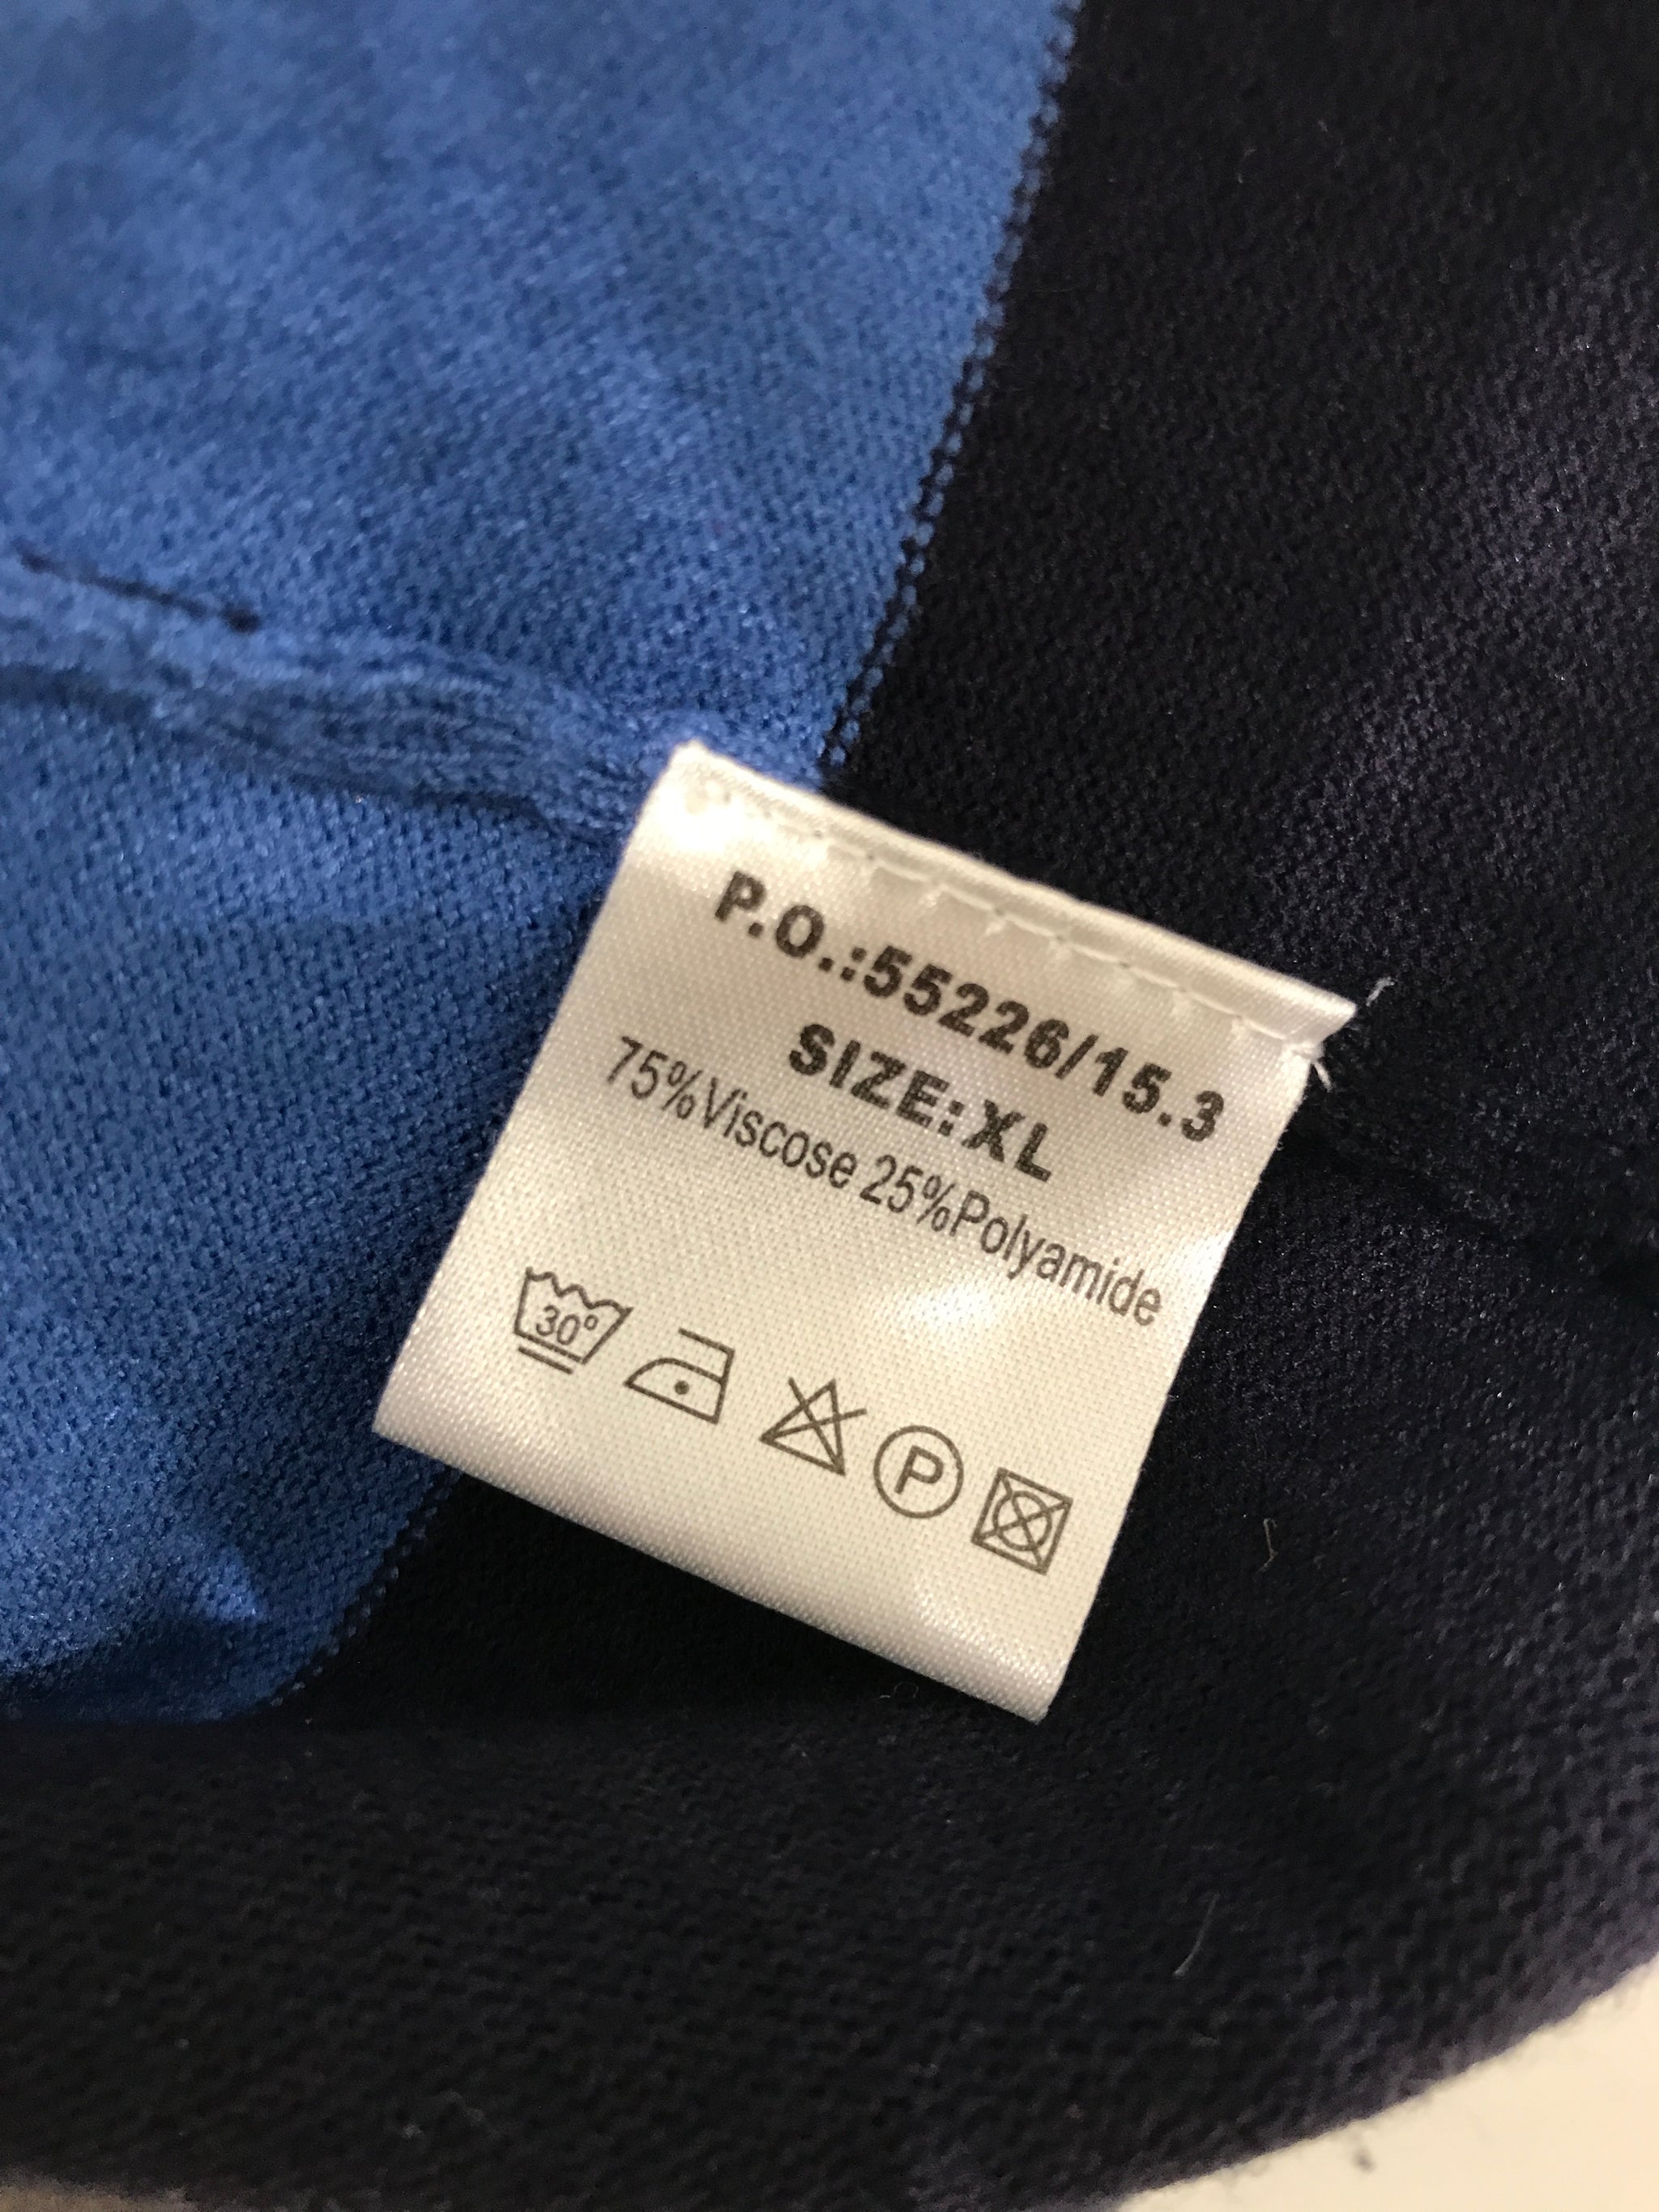 P.O.:55226/15.3
SIZE:XL
75%Viscose 25%Polyamide
30° P